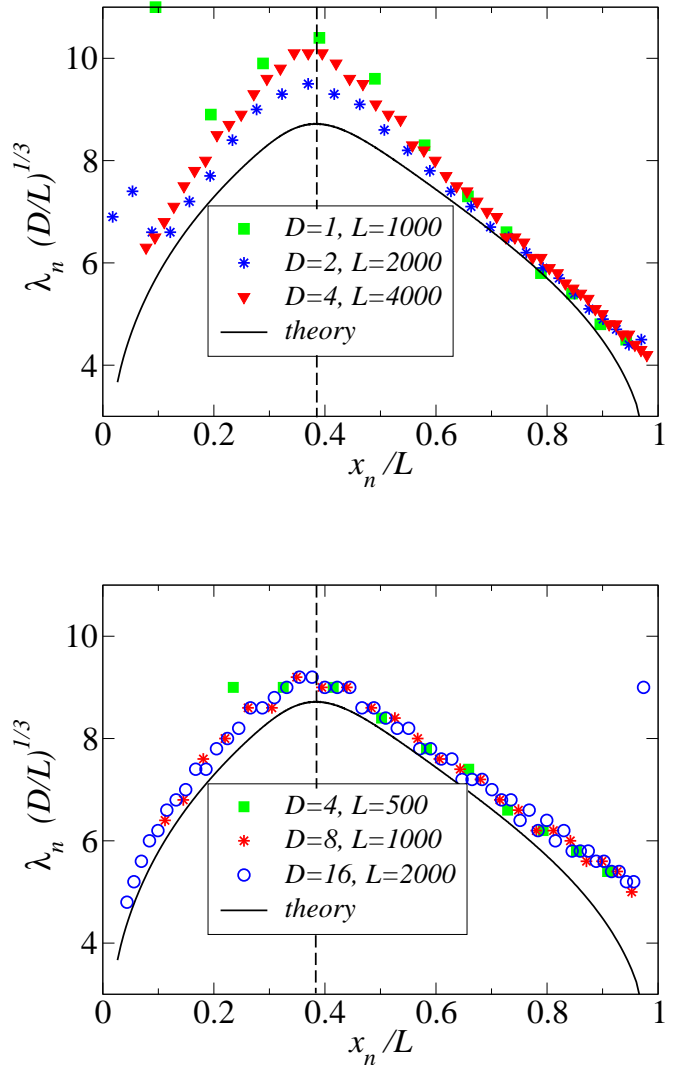 10
8
6
4
λn (D/L)^1/3
D=1, L=1000
D=2, L=2000
D=4, L=4000
theory
0 0.2 0.4 0.6 0.8 1
xn/L
10
8
6
4
λn (D/L)^1/3
D=4, L=500
D=8, L=1000
D=16, L=2000
theory
0 0.2 0.4 0.6 0.8 1
xn/L